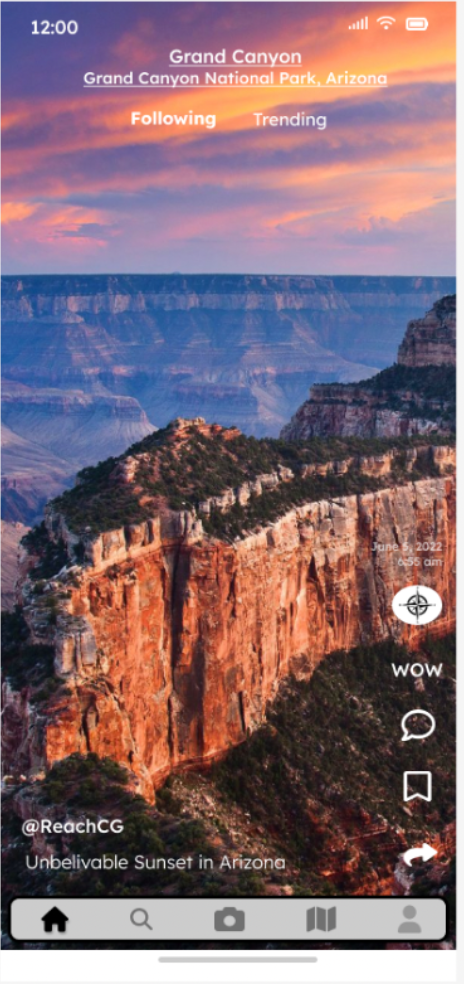 12:00
Grand Canyon
Grand Canyon National Park, Arizona
Following Trending
June 5, 2022
6:55 am
WOW
@ReachCG
Unbelivable Sunset in Arizona